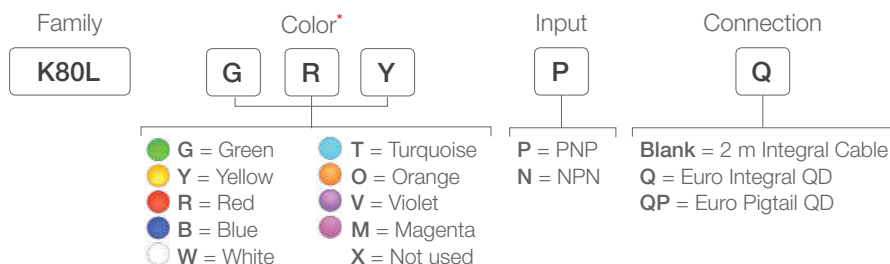 Family Color* Input Connection
K80L G R Y P Q
G = Green T = Turquoise P = PNP Blank = 2 m Integral Cable
Y = Yellow O = Orange N = NPN Q = Euro Integral QD
R = Red V = Violet QP = Euro Pigtail QD
B = Blue M = Magenta
W = White X = Not used